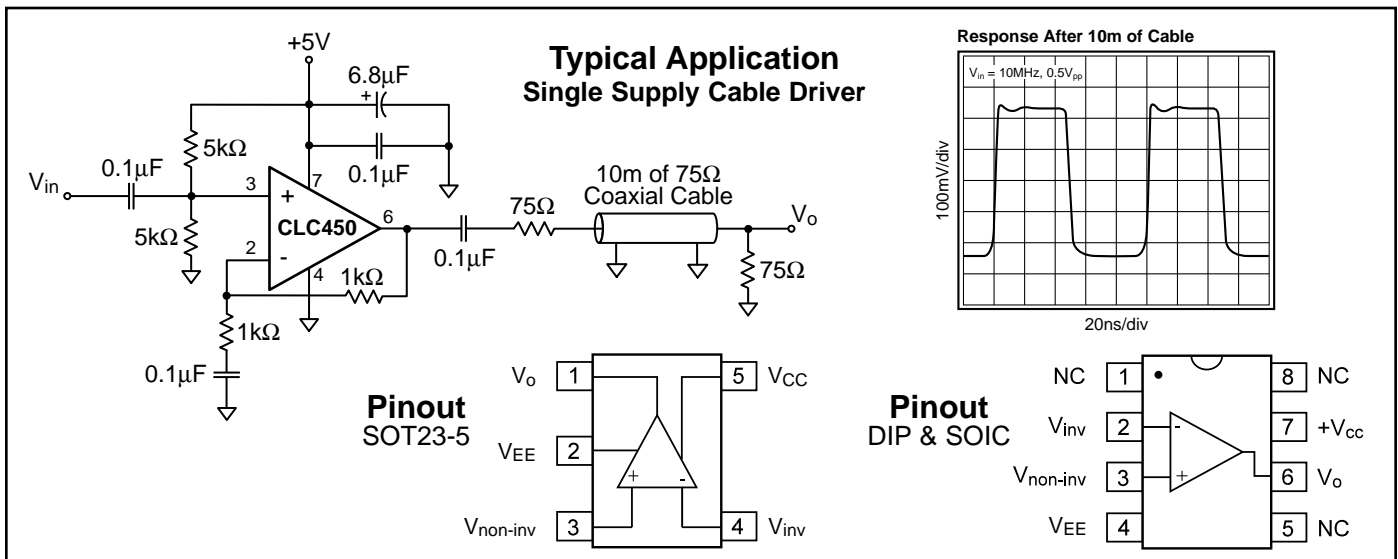 Typical Application
Single Supply Cable Driver
+5V
6.8µF
+
5kΩ
0.1µF
0.1µF
Vin
3
+
7
CLC450
6
5kΩ
2
-
4
1kΩ
0.1µF
75Ω
10m of 75Ω
Coaxial Cable
Vo
75Ω
1kΩ
0.1µF
Response After 10m of Cable
Vin = 10MHz, 0.5Vpp
100mV/div
20ns/div
Pinout
SOT23-5
Vo
1
5
VCC
VEE
2
+
-
Vnon-inv
3
4
Vinv
Pinout
DIP & SOIC
NC
1
8
NC
Vinv
2
-
7
+Vcc
Vnon-inv
3
+
6
Vo
VEE
4
5
NC